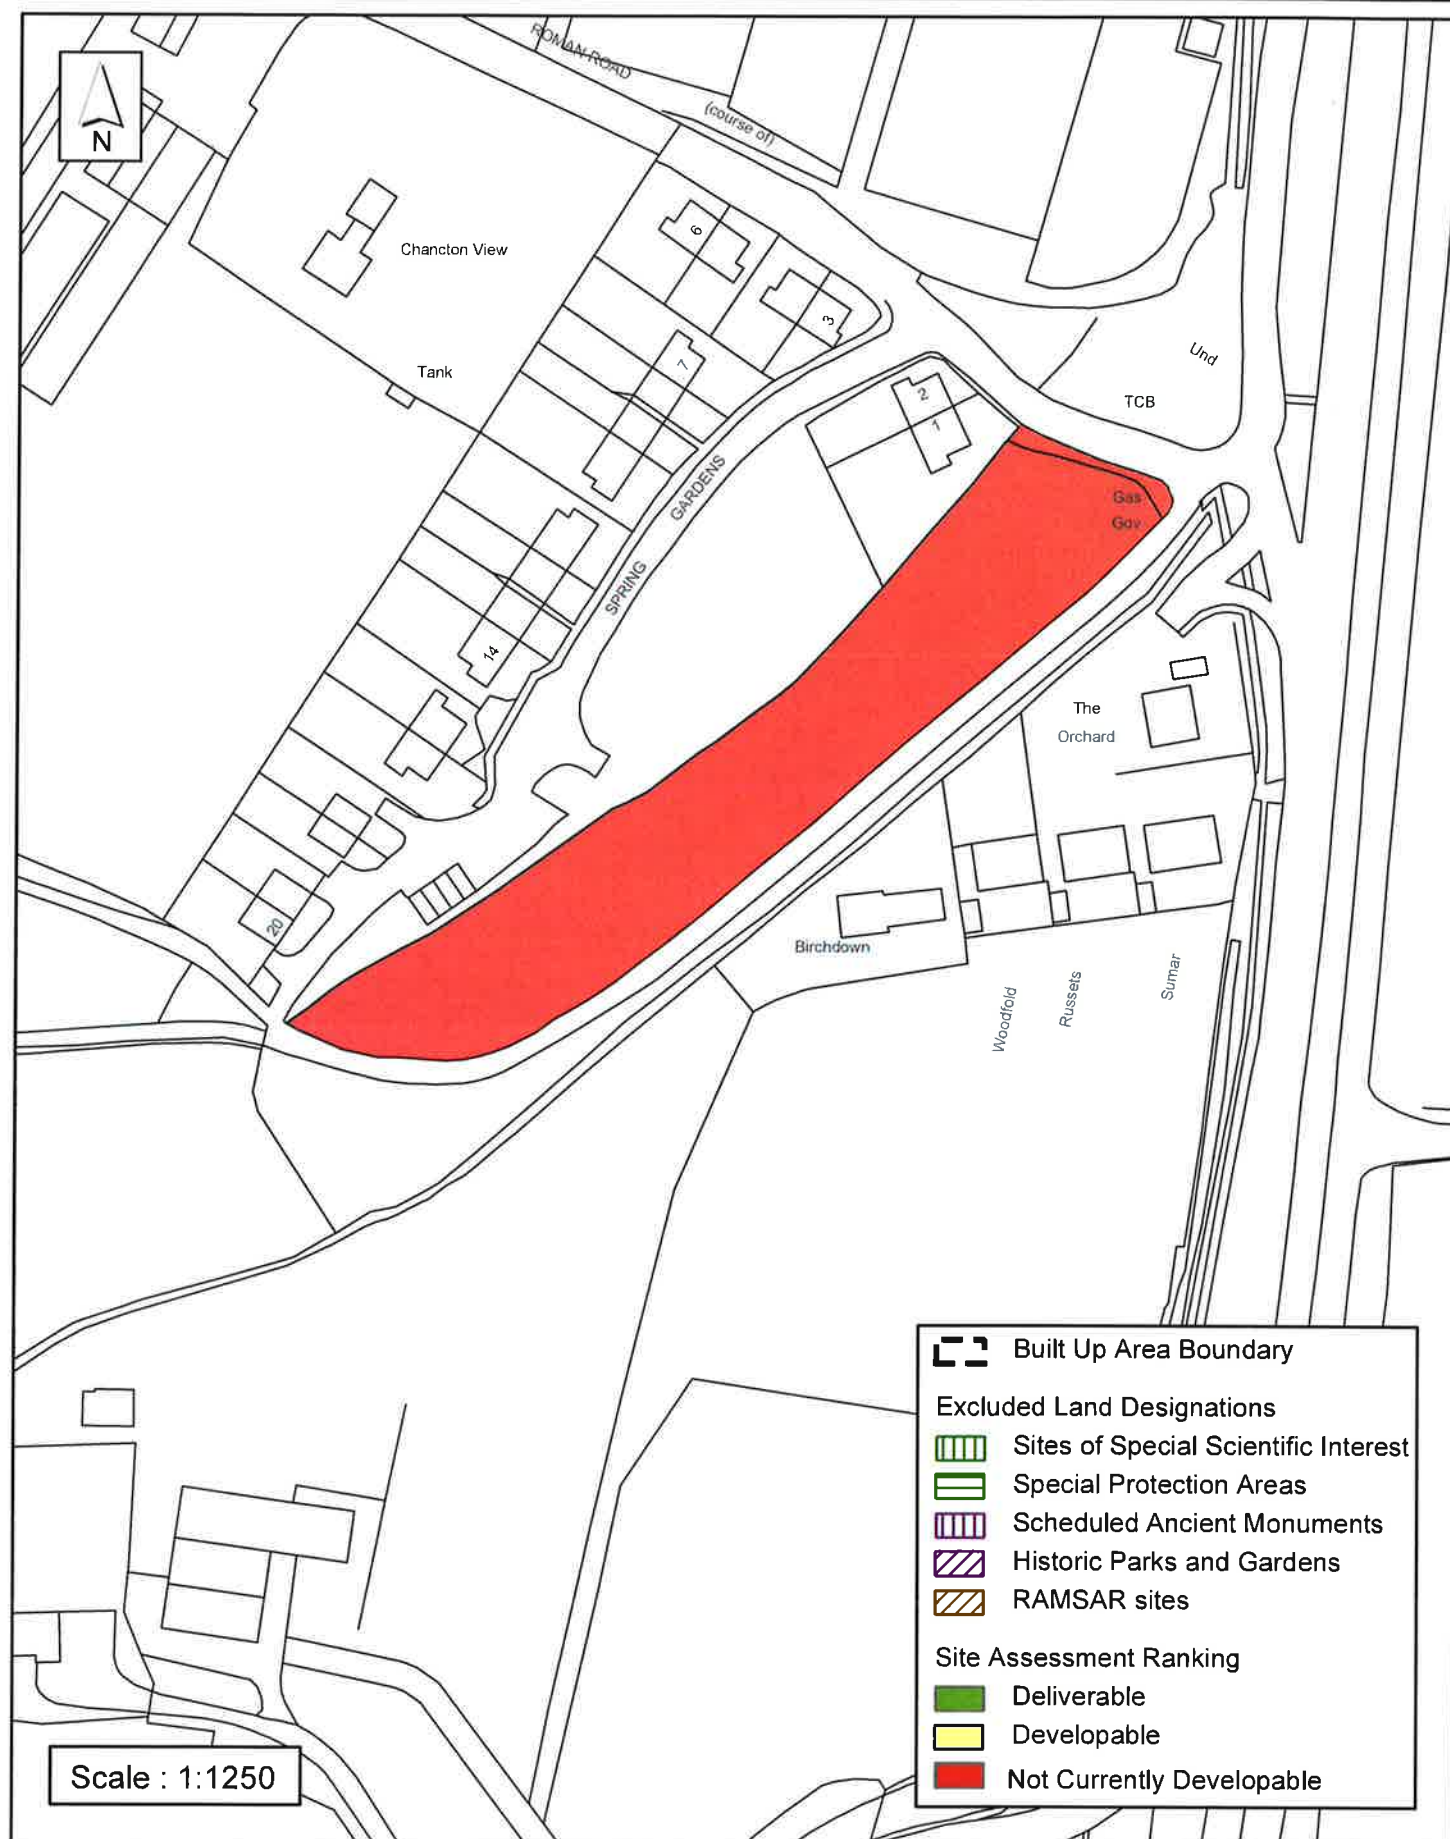 ROMAN ROAD
(course of)
N
Chancton View
6
3
Tank
7
2
1
Und
TCB
GARDENS
SPRING
Gas
Gov
14
The
Orchard
20
Birchdown
Woodfold
Russets
Sumar
Built Up Area Boundary
Excluded Land Designations
Sites of Special Scientific Interest
Special Protection Areas
Scheduled Ancient Monuments
Historic Parks and Gardens
RAMSAR sites
Site Assessment Ranking
Deliverable
Developable
Not Currently Developable
Scale : 1:1250